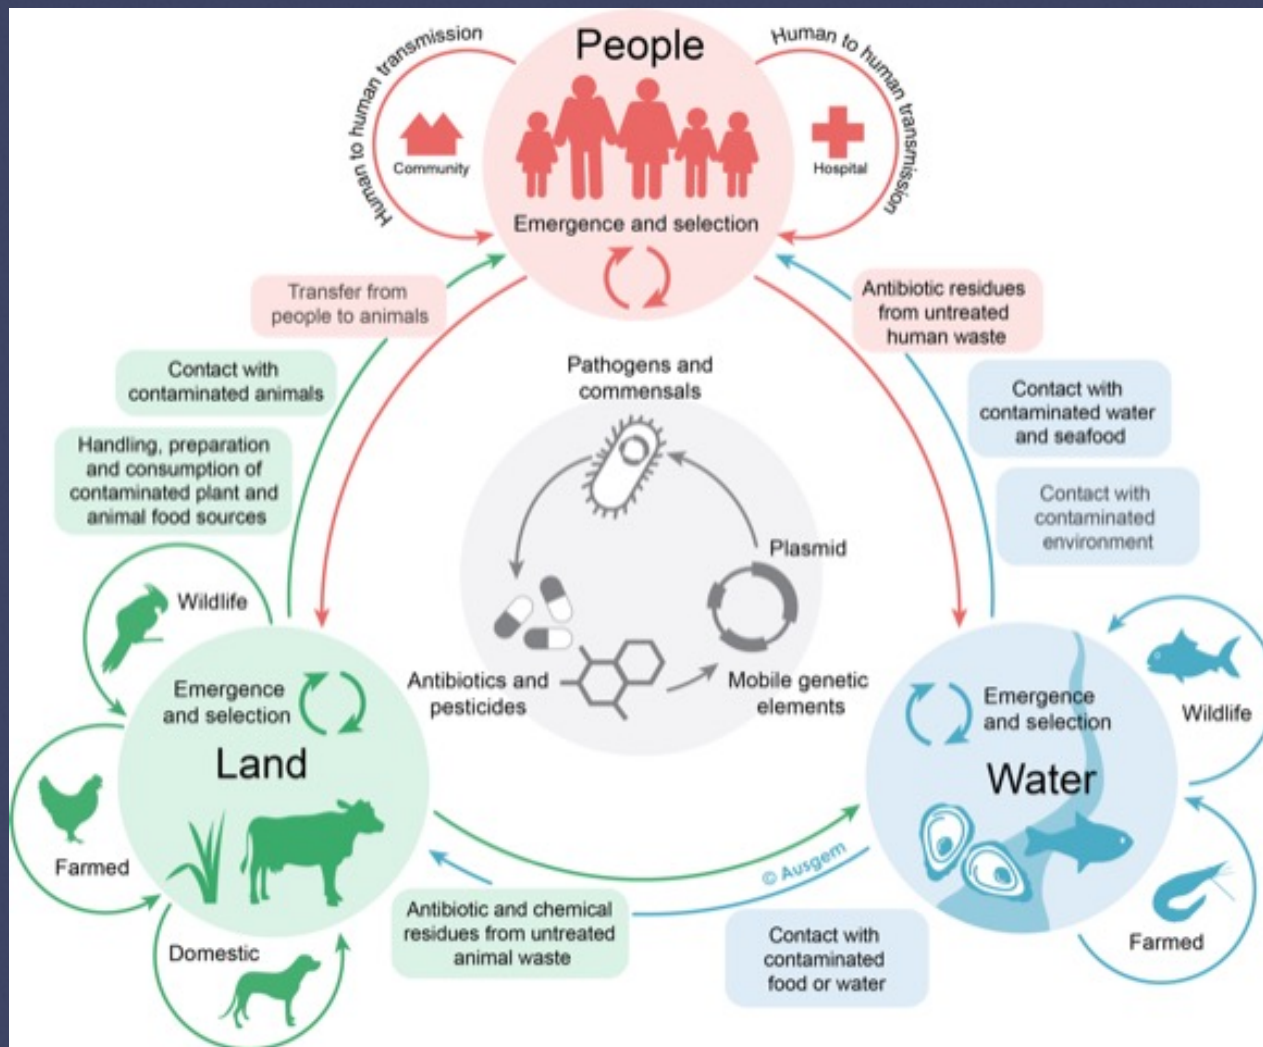 People
Human to human transmission
Community
Human to human transmission
Hospital
Emergence and selection
Transfer from
people to animals
Antibiotic residues
from untreated
human waste
Contact with
contaminated animals
Contact with
contaminated water
and seafood
Handling, preparation
and consumption of
contaminated plant and
animal food sources
Contact with
contaminated
environment
Pathogens and
commensals
Plasmid
Antibiotics and
pesticides
Mobile genetic
elements
Wildlife
Emergence
and selection
Land
Farmed
Domestic
Emergence
and selection
Water
Wildlife
Farmed
© Ausgem
Antibiotic and chemical
residues from untreated
animal waste
Contact with
contaminated
food or water